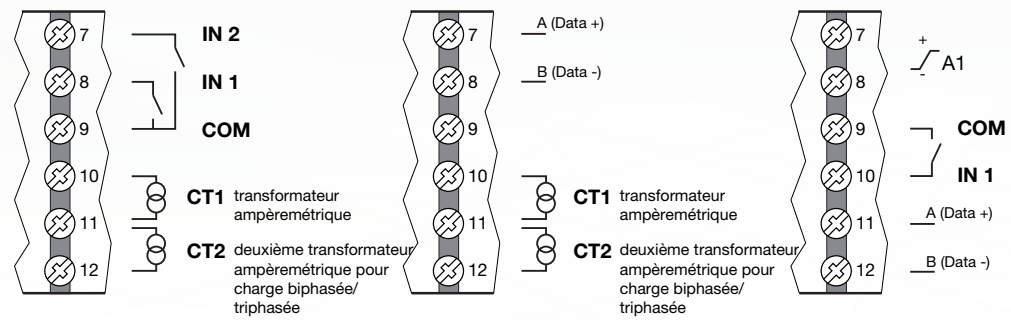 7 IN 2
8 IN 1
9 COM
10
CT1 transformateur
ampèremétrique
11
CT2 deuxième transformateur
12 ampèremétrique pour
charge biphasée/
triphasée
7 A (Data +)
8 B (Data -)
9
10
CT1 transformateur
ampèremétrique
11
CT2 deuxième transformateur
12 ampèremétrique pour
charge biphasée/
triphasée
7
+
A1
-
8
9 COM
10 IN 1
11 A (Data +)
12 B (Data -)